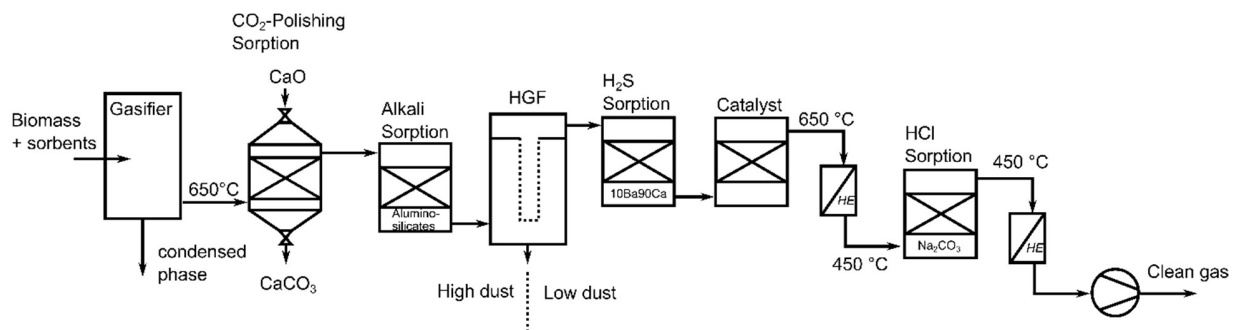 CO₂-Polishing
Sorption
CaO
Gasifier
Biomass
+ sorbents
650°C
condensed
phase
CaCO₃
Alkali
Sorption
Alumino-
silicates
HGF
High dust
Low dust
H₂S
Sorption
10Ba90Ca
Catalyst
650 °C
HE
450 °C
HCl
Sorption
Na₂CO₃
450 °C
HE
Clean gas